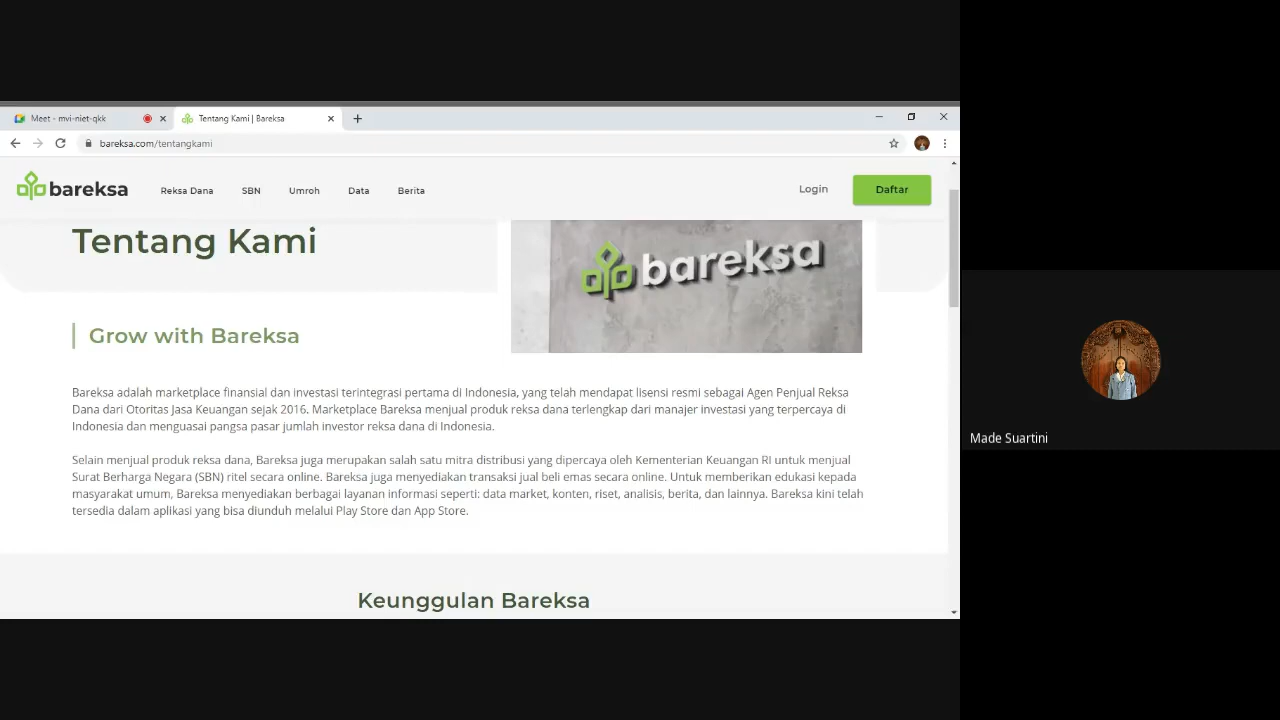 Meet - mvi-niet-qkk
Tentang Kami | Bareksa
bareksa.com/tentangkami
bareksa
Reksa Dana
SBN
Umroh
Data
Berita
Login
Daftar
Tentang Kami
bareksa
Grow with Bareksa
Bareksa adalah marketplace finansial dan investasi terintegrasi pertama di Indonesia, yang telah mendapat lisensi resmi sebagai Agen Penjual Reksa
Dana dari Otoritas Jasa Keuangan sejak 2016. Marketplace Bareksa menjual produk reksa dana terlengkap dari manajer investasi yang terpercaya di
Indonesia dan menguasai pangsa pasar jumlah investor reksa dana di Indonesia.
Selain menjual produk reksa dana, Bareksa juga merupakan salah satu mitra distribusi yang dipercaya oleh Kementerian Keuangan RI untuk menjual
Surat Berharga Negara (SBN) ritel secara online. Bareksa juga menyediakan transaksi jual beli emas secara online. Untuk memberikan edukasi kepada
masyarakat umum, Bareksa menyediakan berbagai layanan informasi seperti: data market, konten, riset, analisis, berita, dan lainnya. Bareksa kini telah
tersedia dalam aplikasi yang bisa diunduh melalui Play Store dan App Store.
Keunggulan Bareksa
Made Suartini